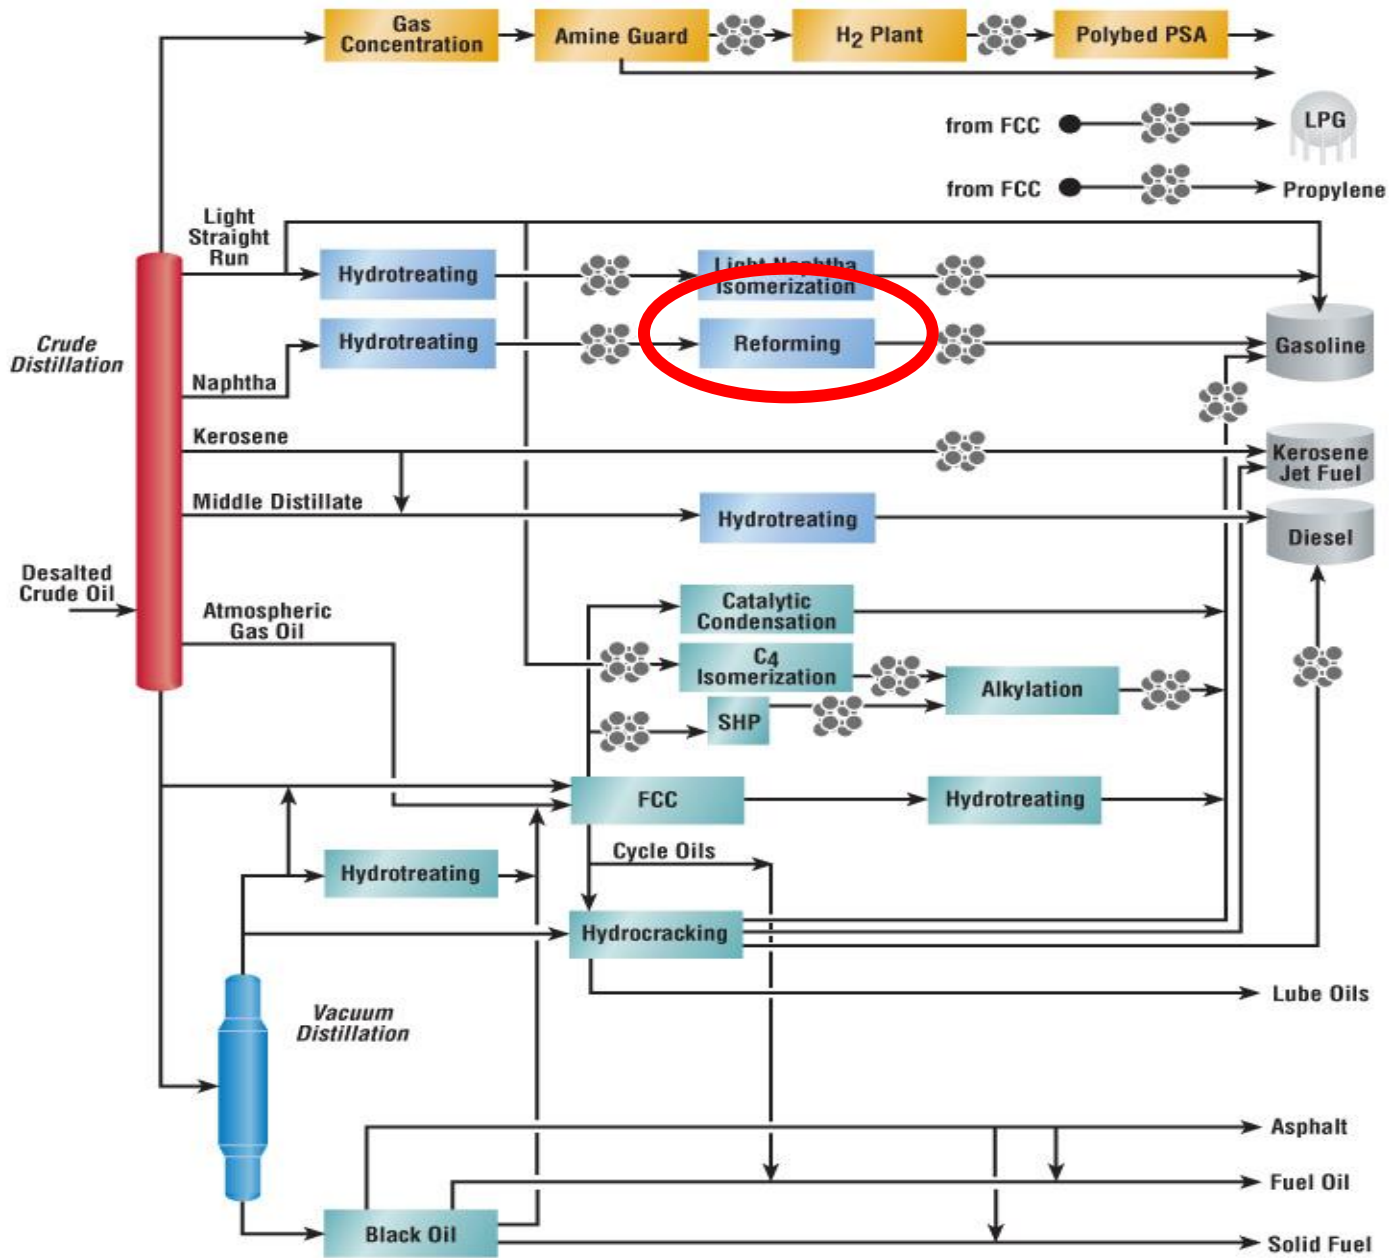 Gas
Concentration
Amine Guard
H2 Plant
Polybed PSA
from FCC
LPG
from FCC
Propylene
Light
Straight
Run
Hydrotreating
Light Naphtha
Isomerization
Crude
Distillation
Hydrotreating
Reforming
Gasoline
Naphtha
Kerosene
Kerosene
Jet Fuel
Middle Distillate
Hydrotreating
Diesel
Desalted
Crude Oil
Atmospheric
Gas Oil
Catalytic
Condensation
C4
Isomerization
Alkylation
SHP
FCC
Hydrotreating
Cycle Oils
Hydrotreating
Hydrocracking
Lube Oils
Vacuum
Distillation
Asphalt
Fuel Oil
Black Oil
Solid Fuel